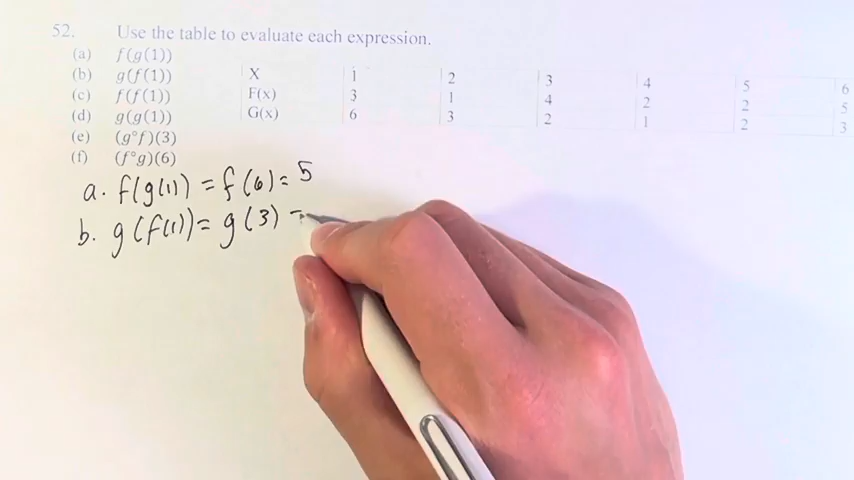 52. Use the table to evaluate each expression.
(a) f(g(1))
(b) g(f(1))
(c) f(f(1))
(d) g(g(1))
(e) (g°f)(3)
(f) (f°g)(6)
X 1 2 3 4 5 6
F(x) 3 1 4 2 2 5
G(x) 6 3 2 1 2 3
a. f(g(1)) = f(6) = 5
b. g(f(1)) = g(3) =